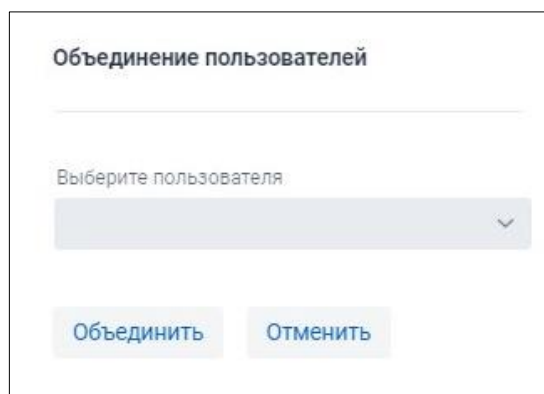 Объединение пользователей
Выберите пользователя
Объединить Отменить